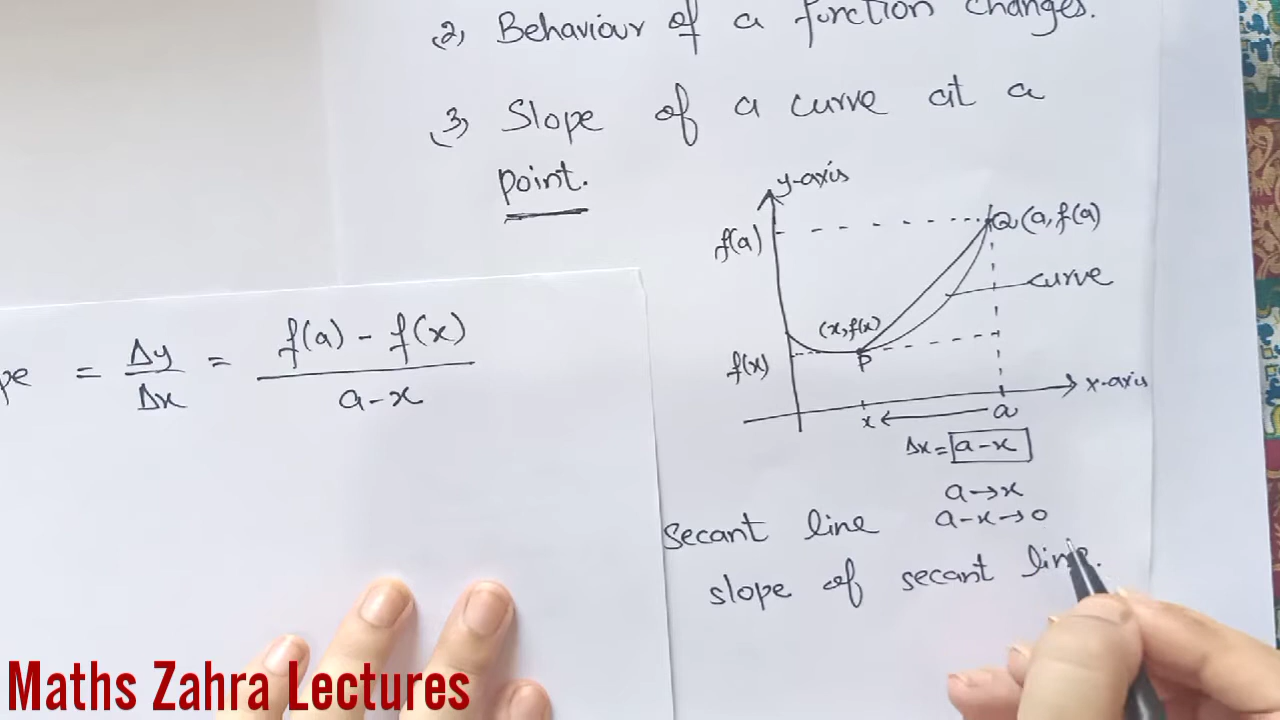 (2) Behaviour of a function changes.
(3) Slope of a curve at a
point.
y-axis
f(a)
Q(a, f(a)
curve
(x, f(x)
f(x)
P
x-axis
x
a
Δx = a-x
a→x
a-x→0
secant line
slope of secant line.
pe = Δy/Δx = f(a) - f(x)/a-x
Maths Zahra Lectures